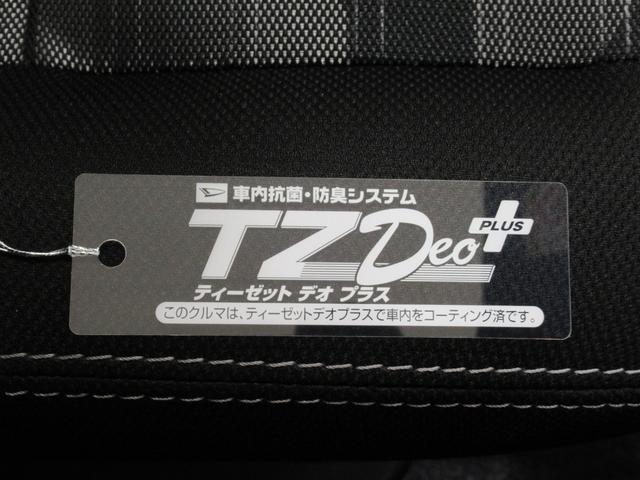 車内抗菌・防臭システム
TZ Deo PLUS
ティーゼット デオ プラス
このクルマは、ティーゼットデオプラスで車内をコーティング済です。